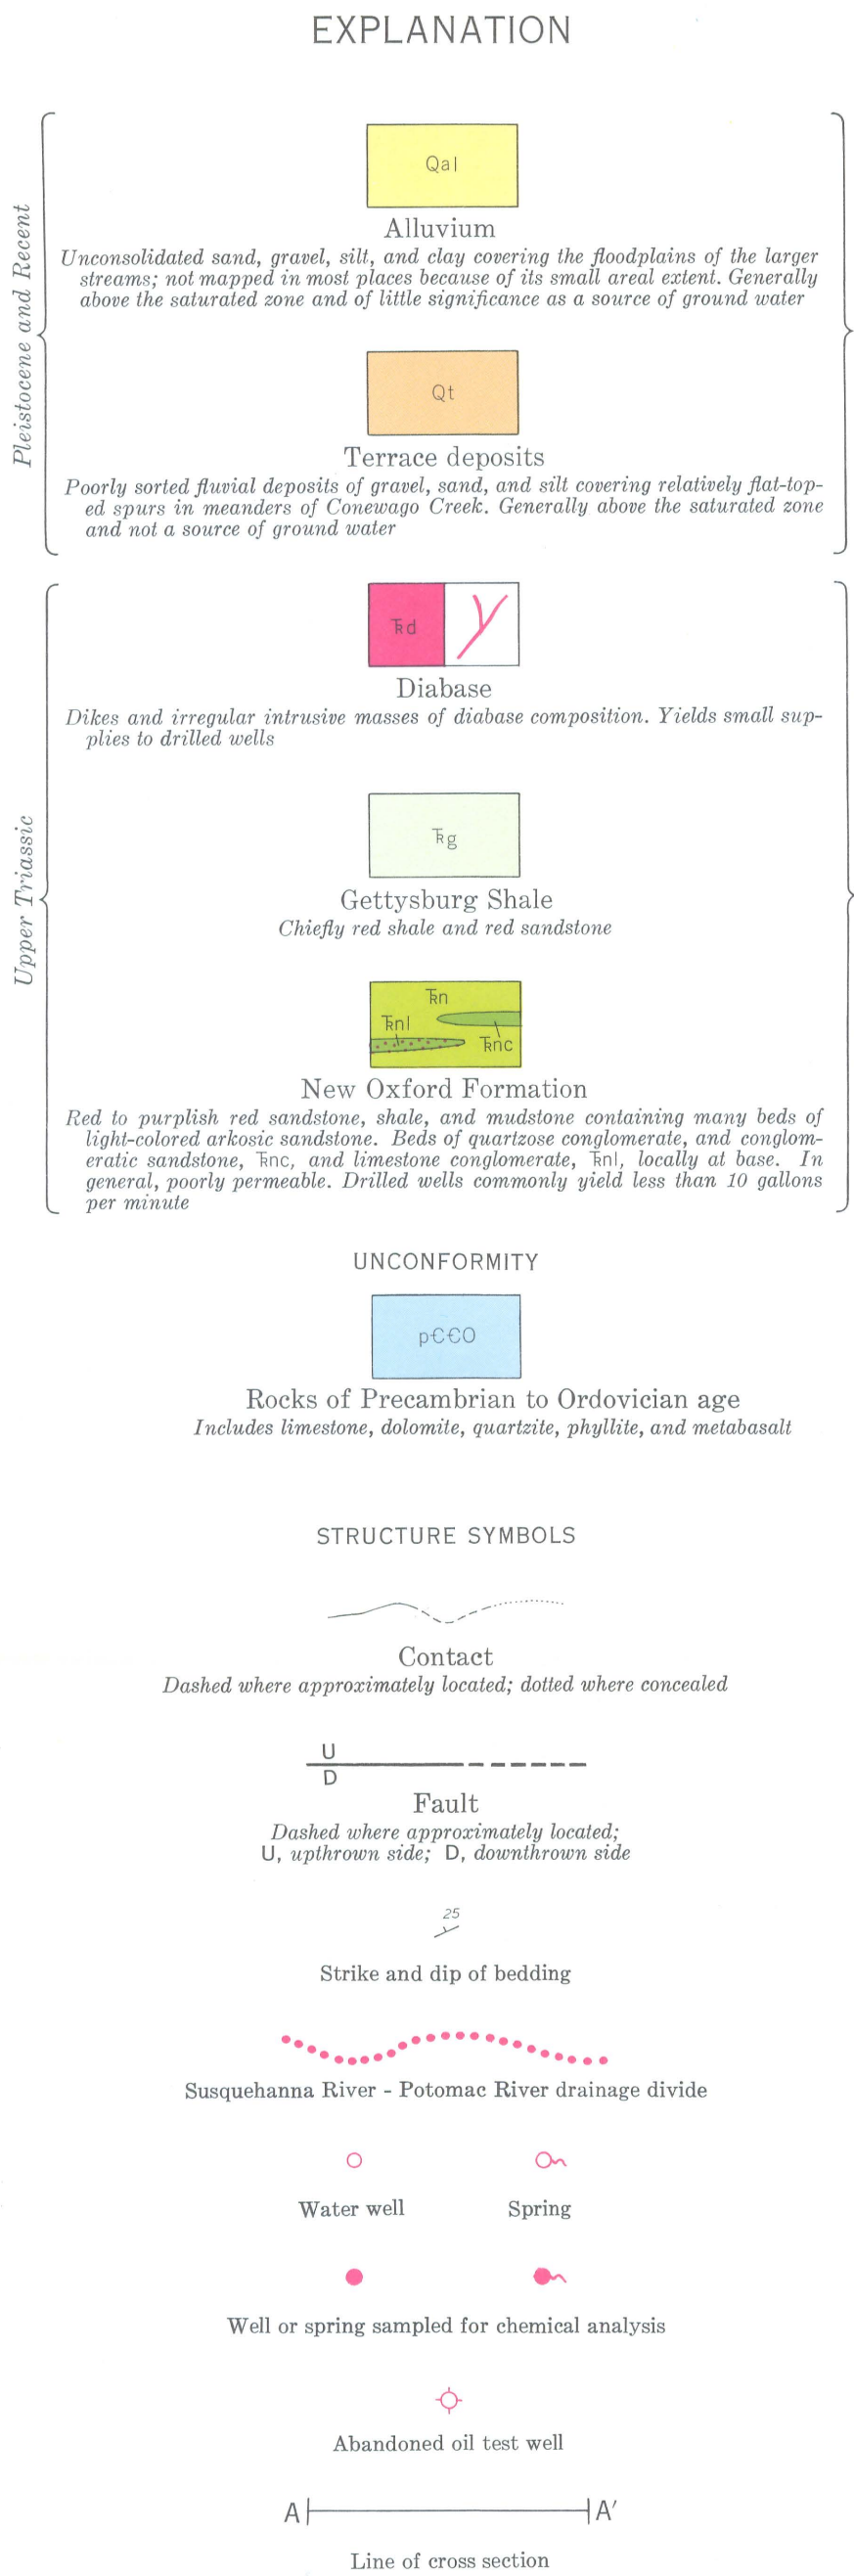 EXPLANATION
Pleistocene and Recent
Qal
Alluvium
Unconsolidated sand, gravel, silt, and clay covering the floodplains of the larger
streams; not mapped in most places because of its small areal extent. Generally
above the saturated zone and of little significance as a source of ground water
Qt
Terrace deposits
Poorly sorted fluvial deposits of gravel, sand, and silt covering relatively flat-top-
ed spurs in meanders of Conewago Creek. Generally above the saturated zone
and not a source of ground water
Upper Triassic
T̅Rd
Diabase
Dikes and irregular intrusive masses of diabase composition. Yields small sup-
plies to drilled wells
T̅Rg
Gettysburg Shale
Chiefly red shale and red sandstone
T̅Rn
T̅Rnl
T̅Rnc
New Oxford Formation
Red to purplish red sandstone, shale, and mudstone containing many beds of
light-colored arkosic sandstone. Beds of quartzose conglomerate, and conglom-
eratic sandstone, T̅Rnc, and limestone conglomerate, T̅Rnl, locally at base. In
general, poorly permeable. Drilled wells commonly yield less than 10 gallons
per minute
UNCONFORMITY
pЄЄO
Rocks of Precambrian to Ordovician age
Includes limestone, dolomite, quartzite, phyllite, and metabasalt
STRUCTURE SYMBOLS
Contact
Dashed where approximately located; dotted where concealed
U
D
Fault
Dashed where approximately located;
U, upthrown side; D, downthrown side
25
Strike and dip of bedding
Susquehanna River - Potomac River drainage divide
Water well Spring
Well or spring sampled for chemical analysis
Abandoned oil test well
A A′
Line of cross section